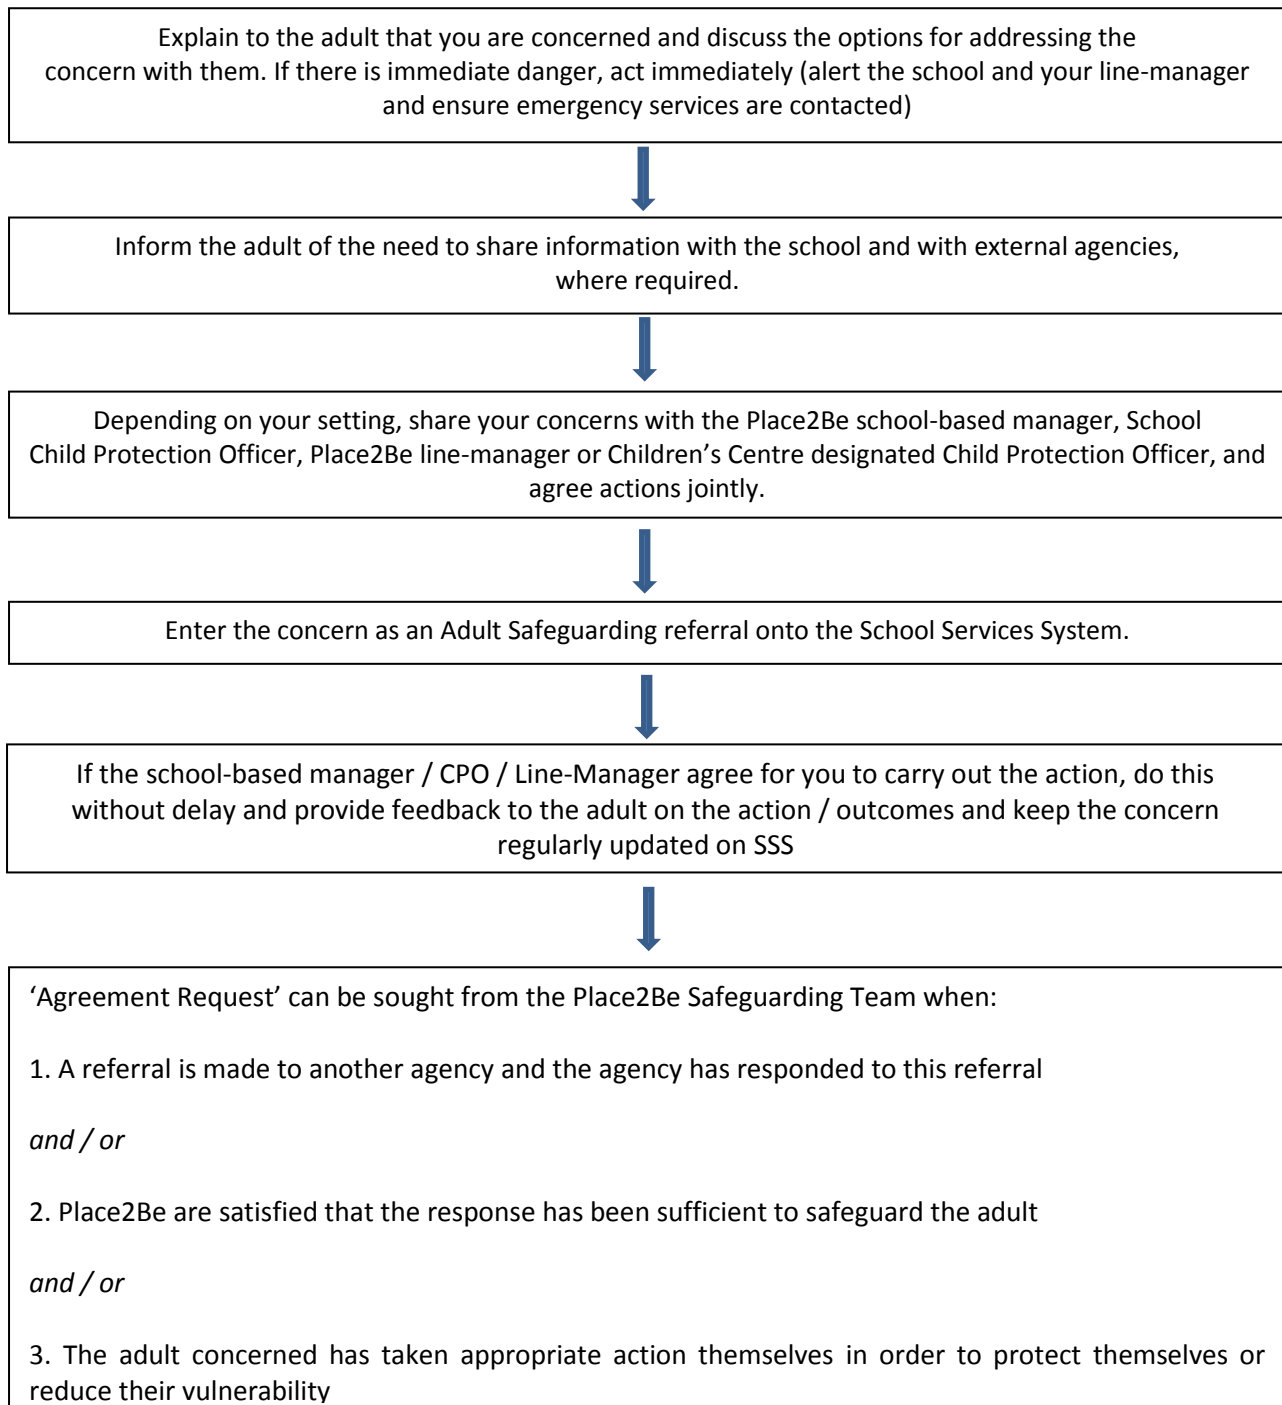 Explain to the adult that you are concerned and discuss the options for addressing the
concern with them. If there is immediate danger, act immediately (alert the school and your line-manager
and ensure emergency services are contacted)
Inform the adult of the need to share information with the school and with external agencies,
where required.
Depending on your setting, share your concerns with the Place2Be school-based manager, School
Child Protection Officer, Place2Be line-manager or Children’s Centre designated Child Protection Officer, and
agree actions jointly.
Enter the concern as an Adult Safeguarding referral onto the School Services System.
If the school-based manager / CPO / Line-Manager agree for you to carry out the action, do this
without delay and provide feedback to the adult on the action / outcomes and keep the concern
regularly updated on SSS
‘Agreement Request’ can be sought from the Place2Be Safeguarding Team when:
1. A referral is made to another agency and the agency has responded to this referral
and / or
2. Place2Be are satisfied that the response has been sufficient to safeguard the adult
and / or
3. The adult concerned has taken appropriate action themselves in order to protect themselves or
reduce their vulnerability